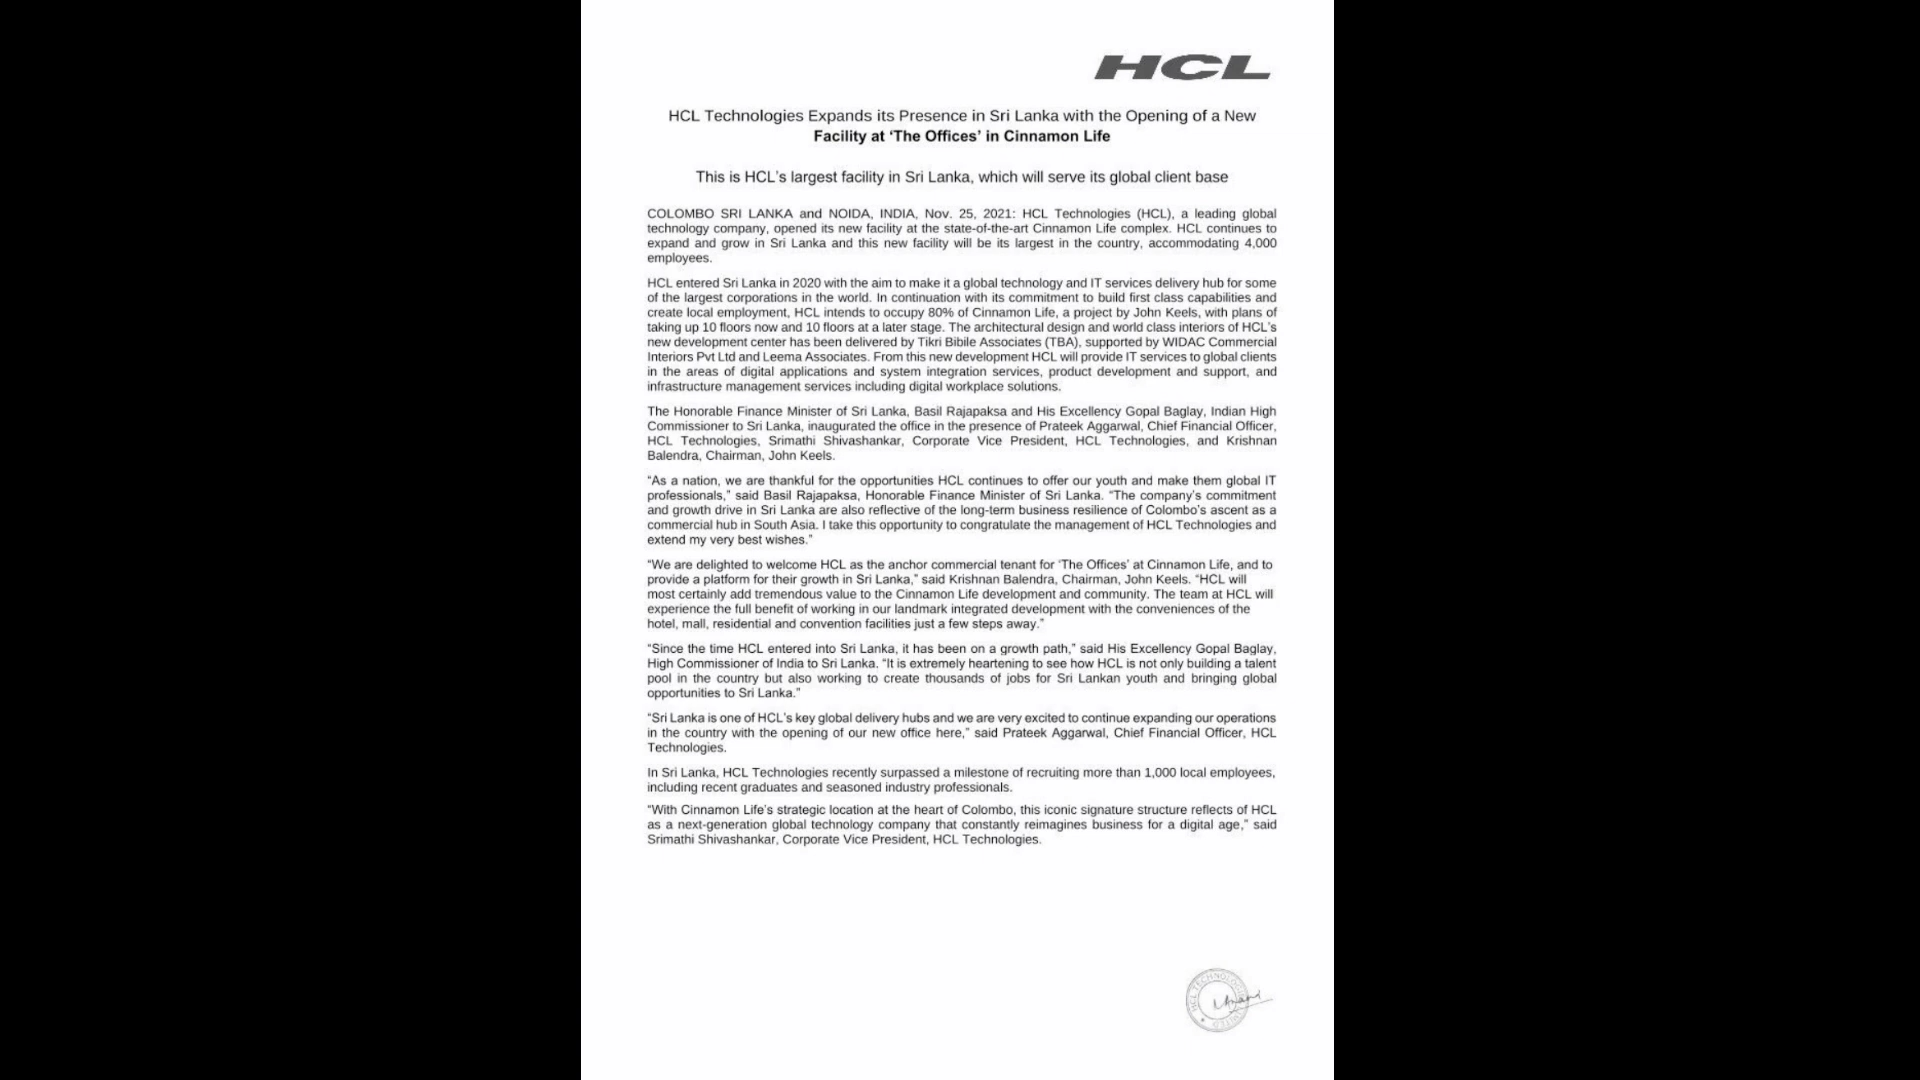 HCL
HCL Technologies Expands its Presence in Sri Lanka with the Opening of a New
Facility at ‘The Offices’ in Cinnamon Life
This is HCL’s largest facility in Sri Lanka, which will serve its global client base
COLOMBO SRI LANKA and NOIDA, INDIA, Nov. 25, 2021: HCL Technologies (HCL), a leading global
technology company, opened its new facility at the state-of-the-art Cinnamon Life complex. HCL continues to
expand and grow in Sri Lanka and this new facility will be its largest in the country, accommodating 4,000
employees.
HCL entered Sri Lanka in 2020 with the aim to make it a global technology and IT services delivery hub for some
of the largest corporations in the world. In continuation with its commitment to build first class capabilities and
create local employment, HCL intends to occupy 80% of Cinnamon Life, a project by John Keels, with plans of
taking up 10 floors now and 10 floors at a later stage. The architectural design and world class interiors of HCL’s
new development center has been delivered by Tikri Bibile Associates (TBA), supported by WIDAC Commercial
Interiors Pvt Ltd and Leema Associates. From this new development HCL will provide IT services to global clients
in the areas of digital applications and system integration services, product development and support, and
infrastructure management services including digital workplace solutions.
The Honorable Finance Minister of Sri Lanka, Basil Rajapaksa and His Excellency Gopal Baglay, Indian High
Commissioner to Sri Lanka, inaugurated the office in the presence of Prateek Aggarwal, Chief Financial Officer,
HCL Technologies, Srimathi Shivashankar, Corporate Vice President, HCL Technologies, and Krishnan
Balendra, Chairman, John Keels.
“As a nation, we are thankful for the opportunities HCL continues to offer our youth and make them global IT
professionals,” said Basil Rajapaksa, Honorable Finance Minister of Sri Lanka. “The company’s commitment
and growth drive in Sri Lanka are also reflective of the long-term business resilience of Colombo’s ascent as a
commercial hub in South Asia. I take this opportunity to congratulate the management of HCL Technologies and
extend my very best wishes.”
“We are delighted to welcome HCL as the anchor commercial tenant for ‘The Offices’ at Cinnamon Life, and to
provide a platform for their growth in Sri Lanka,” said Krishnan Balendra, Chairman, John Keels. “HCL will
most certainly add tremendous value to the Cinnamon Life development and community. The team at HCL will
experience the full benefit of working in our landmark integrated development with the conveniences of the
hotel, mall, residential and convention facilities just a few steps away.”
“Since the time HCL entered into Sri Lanka, it has been on a growth path,” said His Excellency Gopal Baglay,
High Commissioner of India to Sri Lanka. “It is extremely heartening to see how HCL is not only building a talent
pool in the country but also working to create thousands of jobs for Sri Lankan youth and bringing global
opportunities to Sri Lanka.”
“Sri Lanka is one of HCL’s key global delivery hubs and we are very excited to continue expanding our operations
in the country with the opening of our new office here,” said Prateek Aggarwal, Chief Financial Officer, HCL
Technologies.
In Sri Lanka, HCL Technologies recently surpassed a milestone of recruiting more than 1,000 local employees,
including recent graduates and seasoned industry professionals.
“With Cinnamon Life’s strategic location at the heart of Colombo, this iconic signature structure reflects of HCL
as a next-generation global technology company that constantly reimagines business for a digital age,” said
Srimathi Shivashankar, Corporate Vice President, HCL Technologies.